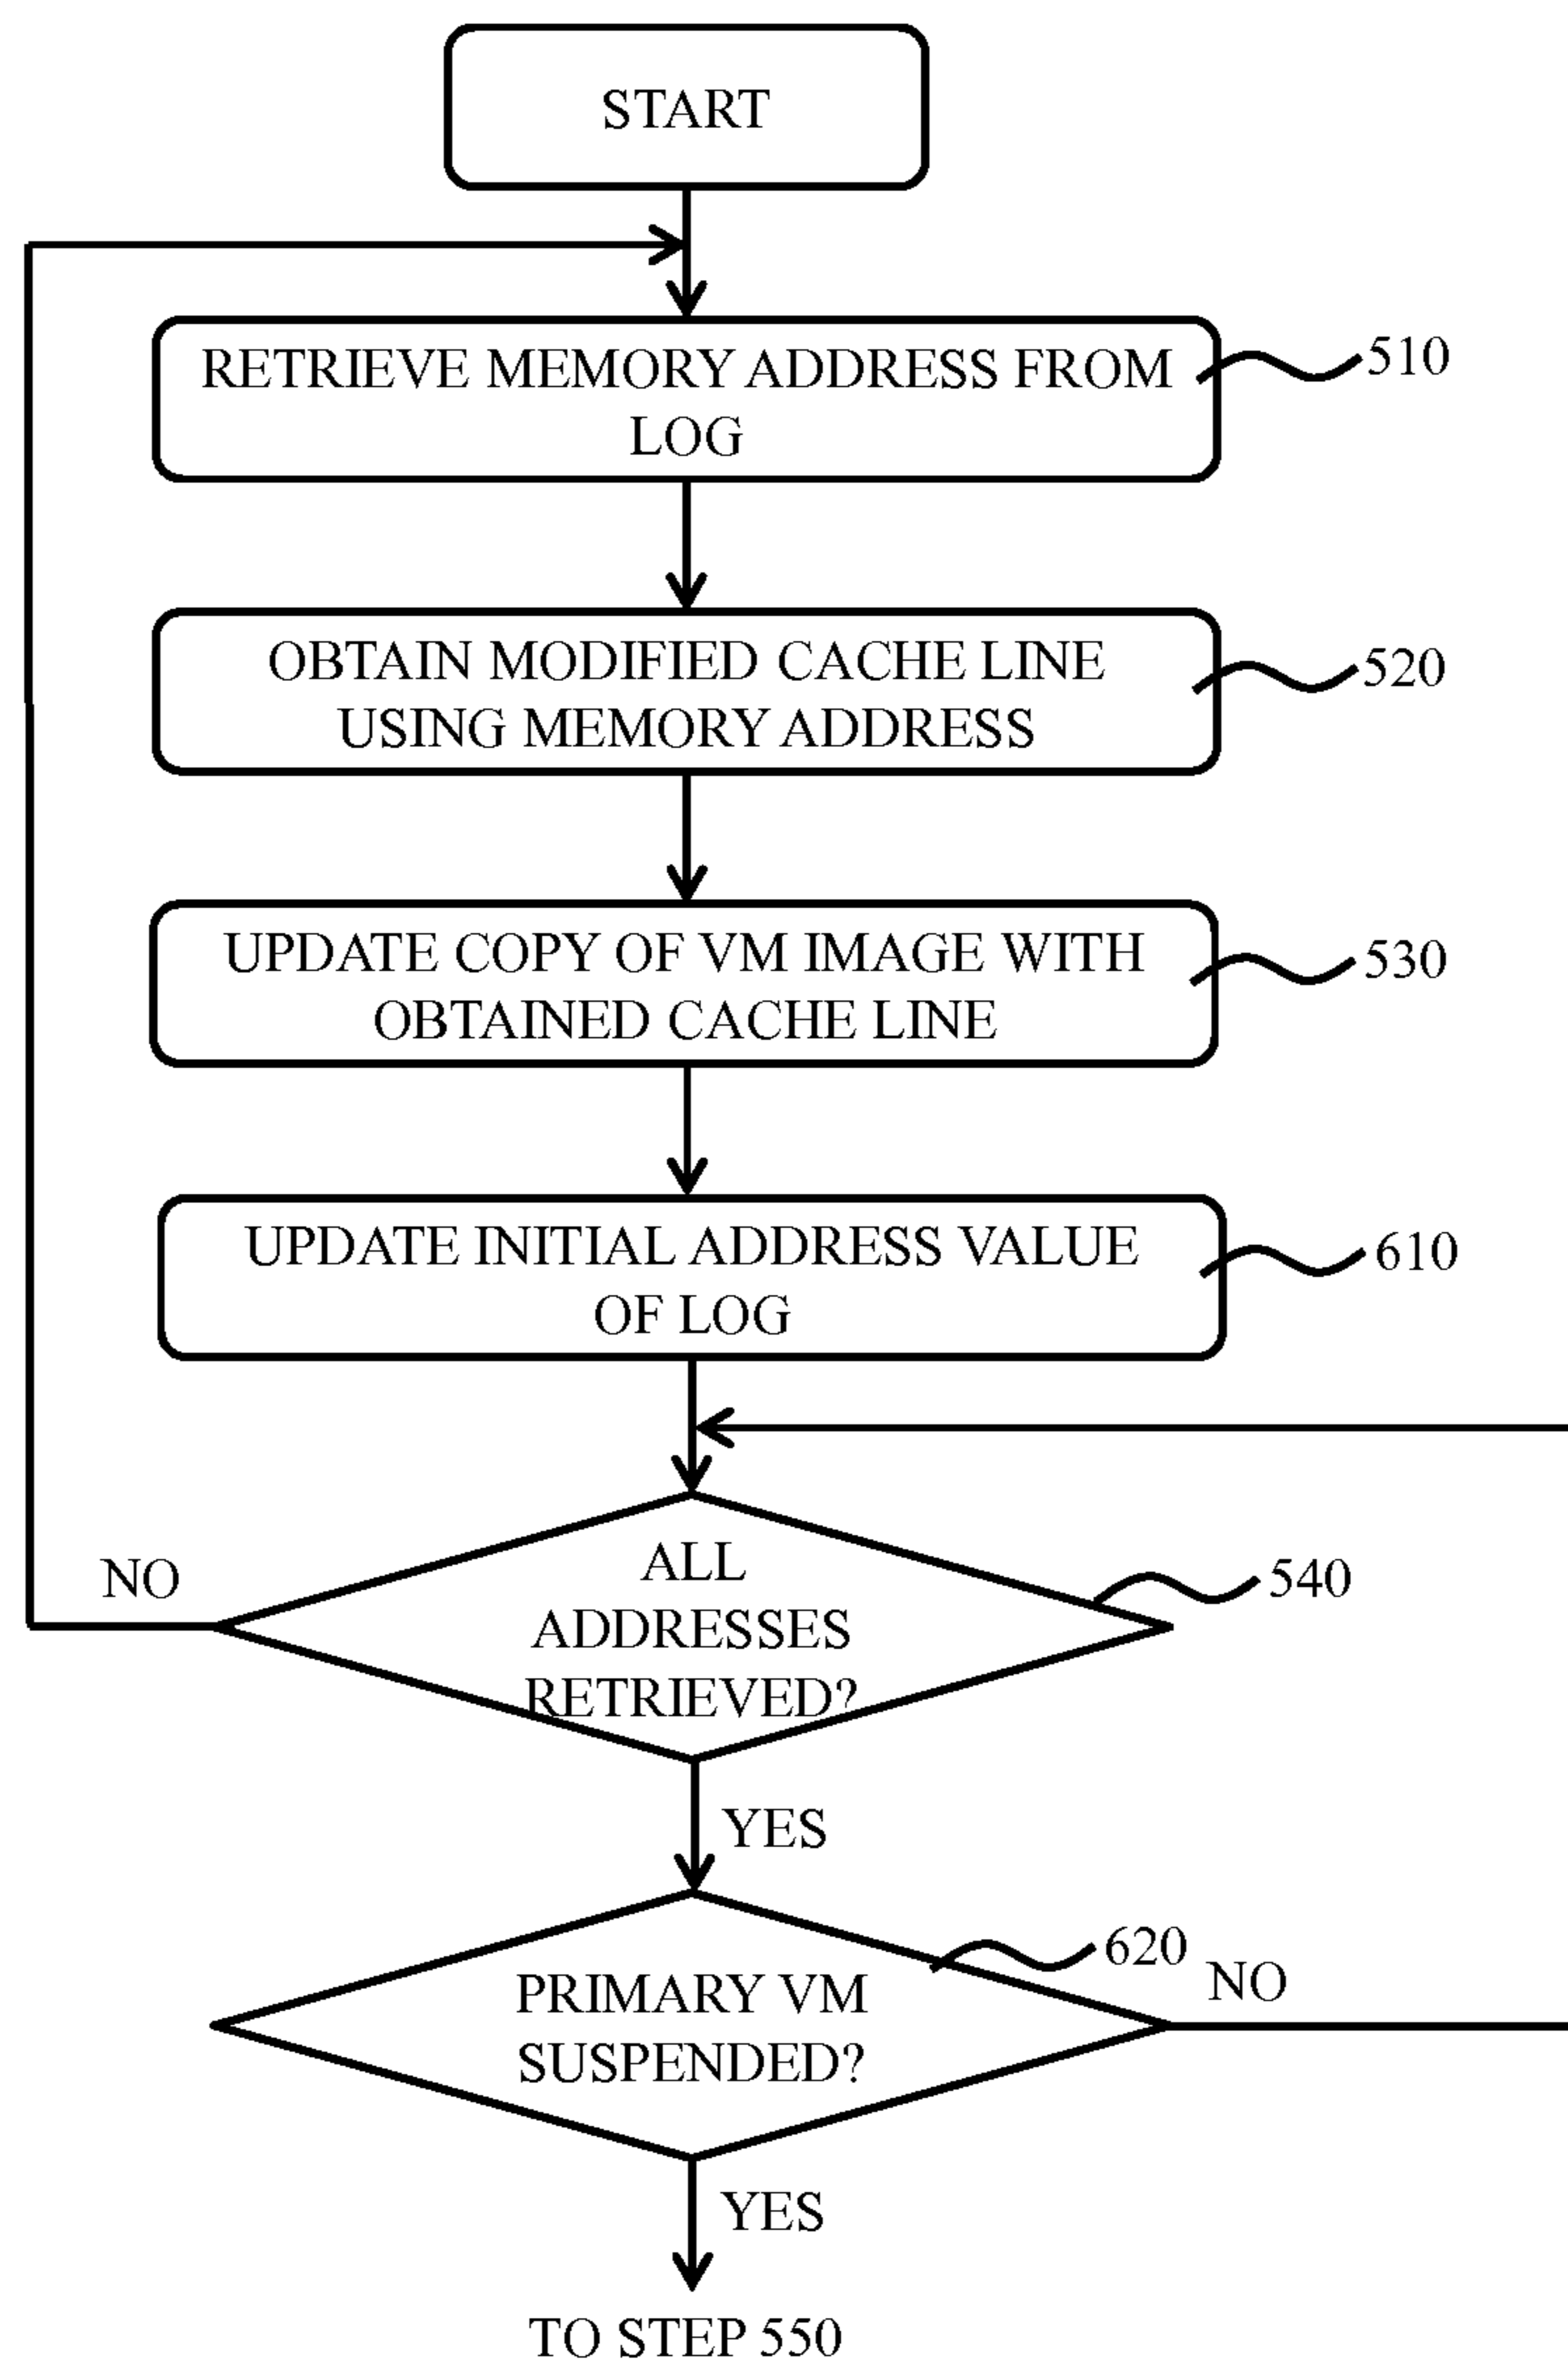 START
RETRIEVE MEMORY ADDRESS FROM
LOG
510
OBTAIN MODIFIED CACHE LINE
USING MEMORY ADDRESS
520
UPDATE COPY OF VM IMAGE WITH
OBTAINED CACHE LINE
530
UPDATE INITIAL ADDRESS VALUE
OF LOG
610
NO
ALL
ADDRESSES
RETRIEVED?
540
YES
PRIMARY VM
SUSPENDED?
620
NO
YES
TO STEP 550